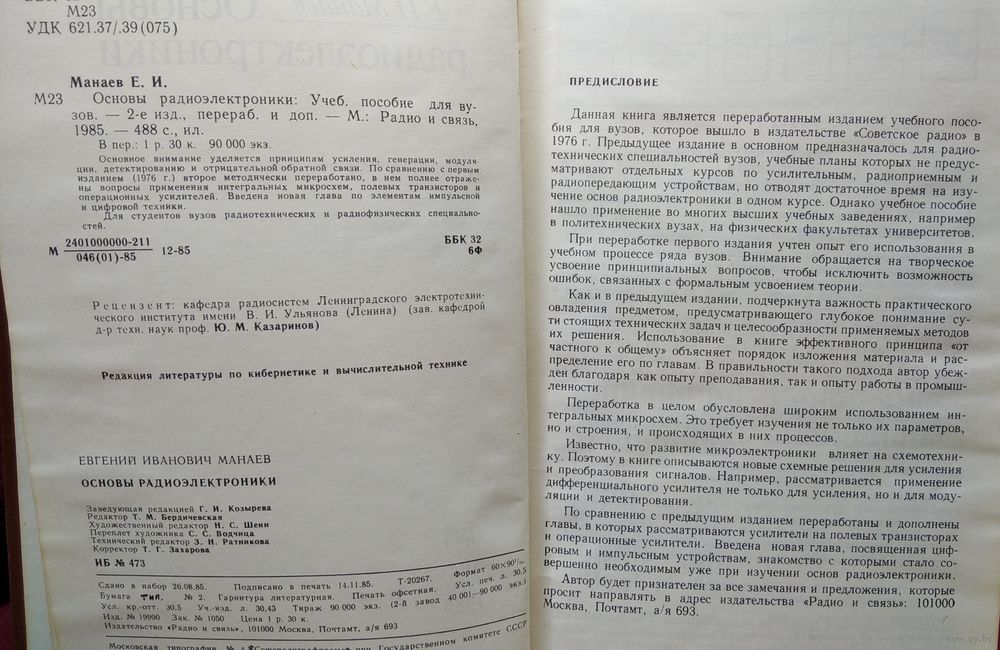 М23
УДК 621.37/.39(075)
Манаев Е. И.
М23 Основы радиоэлектроники: Учеб. пособие для ву-
зов. — 2-е изд., перераб. и доп. — М.: Радио и связь,
1985. — 488 с., ил.
В пер.: 1 р. 30 к. 90 000 экз.
Основное внимание уделяется принципам усиления, генерации, модуля-
ции, детектированию и отрицательной обратной связи. По сравнению с первым
изданием (1976 г.) второе методически переработано, в нем полнее отраже-
ны вопросы применения интегральных микросхем, полевых транзисторов и
операционных усилителей. Введена новая глава по элементам импульсной
и цифровой техники.
Для студентов вузов радиотехнических и радиофизических специально-
стей.
М 2401000000-211 12-85 ББК 32
046(01)-85 6Ф
Рецензент: кафедра радиосистем Ленинградского электротехни-
ческого института имени В. И. Ульянова (Ленина) (зав. кафедрой
д-р техн. наук проф. Ю. М. Казаринов)
Редакция литературы по кибернетике и вычислительной технике
ЕВГЕНИЙ ИВАНОВИЧ МАНАЕВ
ОСНОВЫ РАДИОЭЛЕКТРОНИКИ
Заведующая редакцией Г. И. Козырева
Редактор Т. М. Бердичевская
Художественный редактор Н. С. Шеин
Переплет художника С. С. Водчица
Технический редактор З. Н. Ратникова
Корректор Т. Г. Захарова
ИБ № 473
Сдано в набор 26.08.85. Подписано в печать 14.11.85. Т-20267. Формат 60×90¹/₁₆.
Бумага тип. № 2. Гарнитура литературная. Печать офсетная. Усл. печ. л. 30,5
Усл. кр.-отт. 30,5 Уч.-изд. л. 30,43 Тираж 90 000 экз. (2-й завод 40 001—90 000 экз.)
Изд. № 19990 Зак. № 1050 Цена 1 р. 30 к.
Издательство «Радио и связь», 101000 Москва, Почтамт, а/я 693
Московская типография № 4 Союзполиграфпрома при Государственном комитете СССР
ПРЕДИСЛОВИЕ
Данная книга является переработанным изданием учебного посо-
бия для вузов, которое вышло в издательстве «Советское радио» в
1976 г. Предыдущее издание в основном предназначалось для радио-
технических специальностей вузов, учебные планы которых не предус-
матривают отдельных курсов по усилительным, радиоприемным и
радиопередающим устройствам, но отводят достаточное время на изу-
чение основ радиоэлектроники в одном курсе. Однако учебное пособие
нашло применение во многих высших учебных заведениях, например
в политехнических вузах, на физических факультетах университетов.
При переработке первого издания учтен опыт его использования в
учебном процессе ряда вузов. Внимание обращается на творческое
усвоение принципиальных вопросов, чтобы исключить возможность
ошибок, связанных с формальным усвоением теории.
Как и в предыдущем издании, подчеркнута важность практического
овладения предметом, предусматривающего глубокое понимание су-
ти стоящих технических задач и целесообразности применяемых методов
их решения. Использование в книге эффективного принципа «от
частного к общему» объясняет порядок изложения материала и рас-
пределение его по главам. В правильности такого подхода автор убеж-
ден благодаря как опыту преподавания, так и опыту работы в промыш-
ленности.
Переработка в целом обусловлена широким использованием ин-
тегральных микросхем. Это требует изучения не только их параметров,
но и строения, и происходящих в них процессов.
Известно, что развитие микроэлектроники влияет на схемотехни-
ку. Поэтому в книге описываются новые схемные решения для усиления
и преобразования сигналов. Например, рассматривается применение
дифференциального усилителя не только для усиления, но и для моду-
ляции и детектирования.
По сравнению с предыдущим изданием переработаны и дополнены
главы, в которых рассматриваются усилители на полевых транзисторах
и операционные усилители. Введена новая глава, посвященная циф-
ровым и импульсным устройствам, знакомство с которыми стало со-
вершенно необходимым уже при изучении основ радиоэлектроники.
Автор будет признателен за все замечания и предложения, которые
просит направлять в адрес издательства «Радио и связь»: 101000
Москва, Почтамт, а/я 693.
www.ay.by